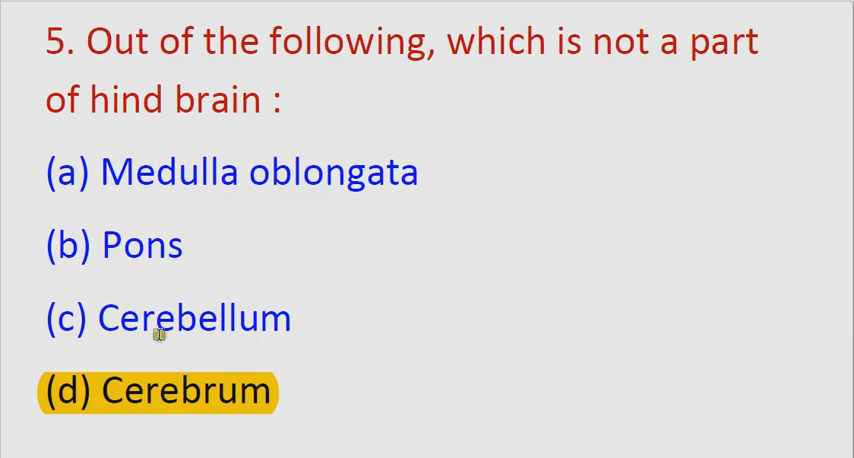 5. Out of the following, which is not a part
of hind brain :
(a) Medulla oblongata
(b) Pons
(c) Cerebellum
(d) Cerebrum